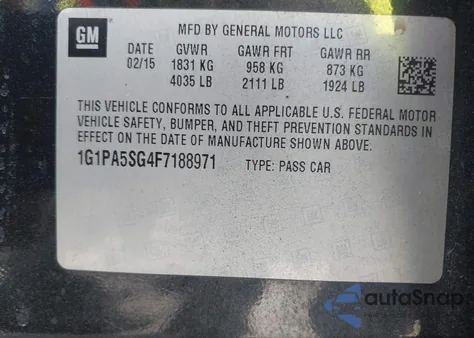 GM
MFD BY GENERAL MOTORS LLC
DATE GVWR GAWR FRT GAWR RR
02/15 1831 KG 958 KG 873 KG
4035 LB 2111 LB 1924 LB
THIS VEHICLE CONFORMS TO ALL APPLICABLE U.S. FEDERAL MOTOR
VEHICLE SAFETY, BUMPER, AND THEFT PREVENTION STANDARDS IN
EFFECT ON THE DATE OF MANUFACTURE SHOWN ABOVE.
1G1PA5SG4F7188971 TYPE: PASS CAR
autoSnap